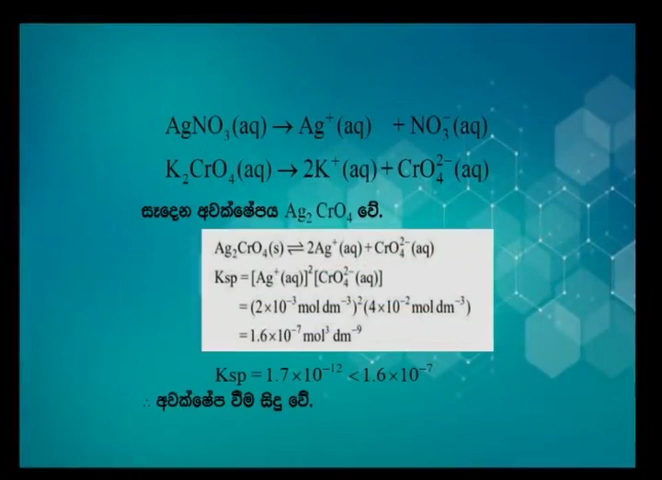 AgNO₃(aq) → Ag⁺(aq) + NO₃⁻(aq)
K₂CrO₄(aq) → 2K⁺(aq) + CrO₄²⁻(aq)
සෑදෙන අවක්ෂේපය Ag₂CrO₄ වේ.
Ag₂CrO₄(s) ⇌ 2Ag⁺(aq) + CrO₄²⁻(aq)
Ksp = [Ag⁺(aq)]²[CrO₄²⁻(aq)]
= (2×10⁻³ mol dm⁻³)²(4×10⁻² mol dm⁻³)
= 1.6×10⁻⁷ mol³ dm⁻⁹
Ksp = 1.7×10⁻¹² < 1.6×10⁻⁷
∴ අවක්ෂේප වීම සිදු වේ.